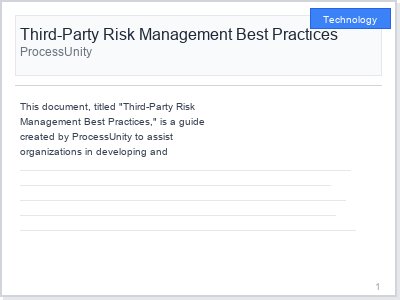 Technology
Third-Party Risk Management Best Practices
ProcessUnity
This document, titled "Third-Party Risk
Management Best Practices," is a guide
created by ProcessUnity to assist
organizations in developing and
1